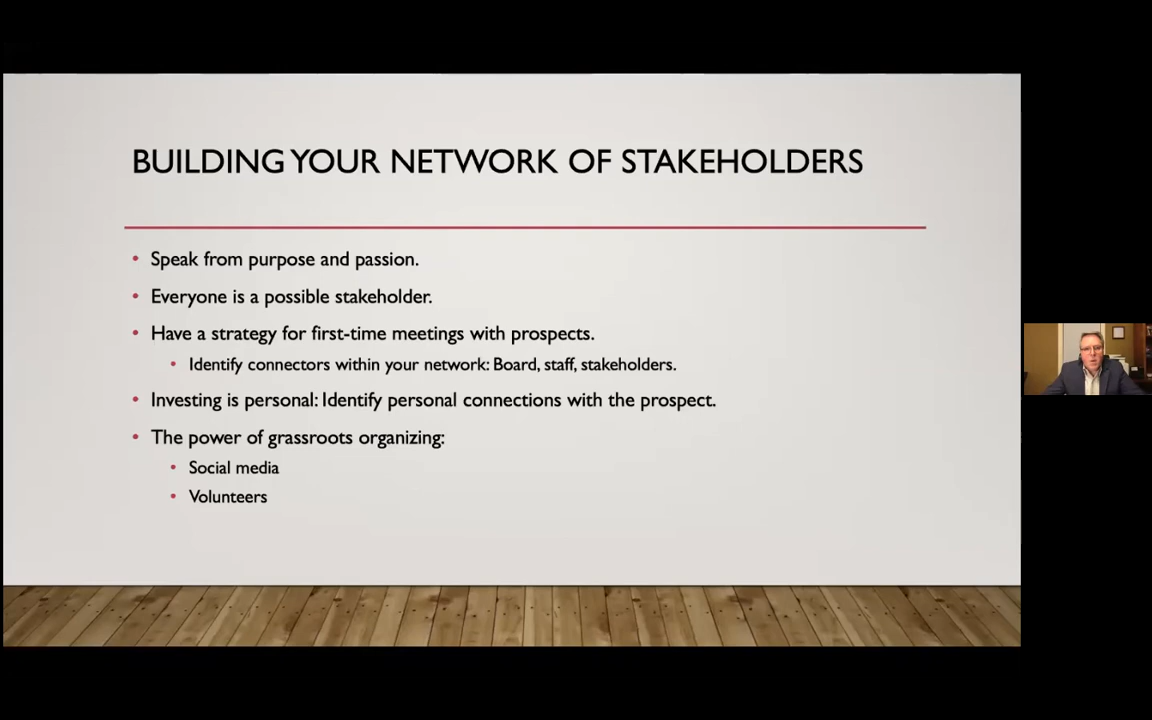 BUILDING YOUR NETWORK OF STAKEHOLDERS
• Speak from purpose and passion.
• Everyone is a possible stakeholder.
• Have a strategy for first-time meetings with prospects.
• Identify connectors within your network: Board, staff, stakeholders.
• Investing is personal: Identify personal connections with the prospect.
• The power of grassroots organizing:
• Social media
• Volunteers